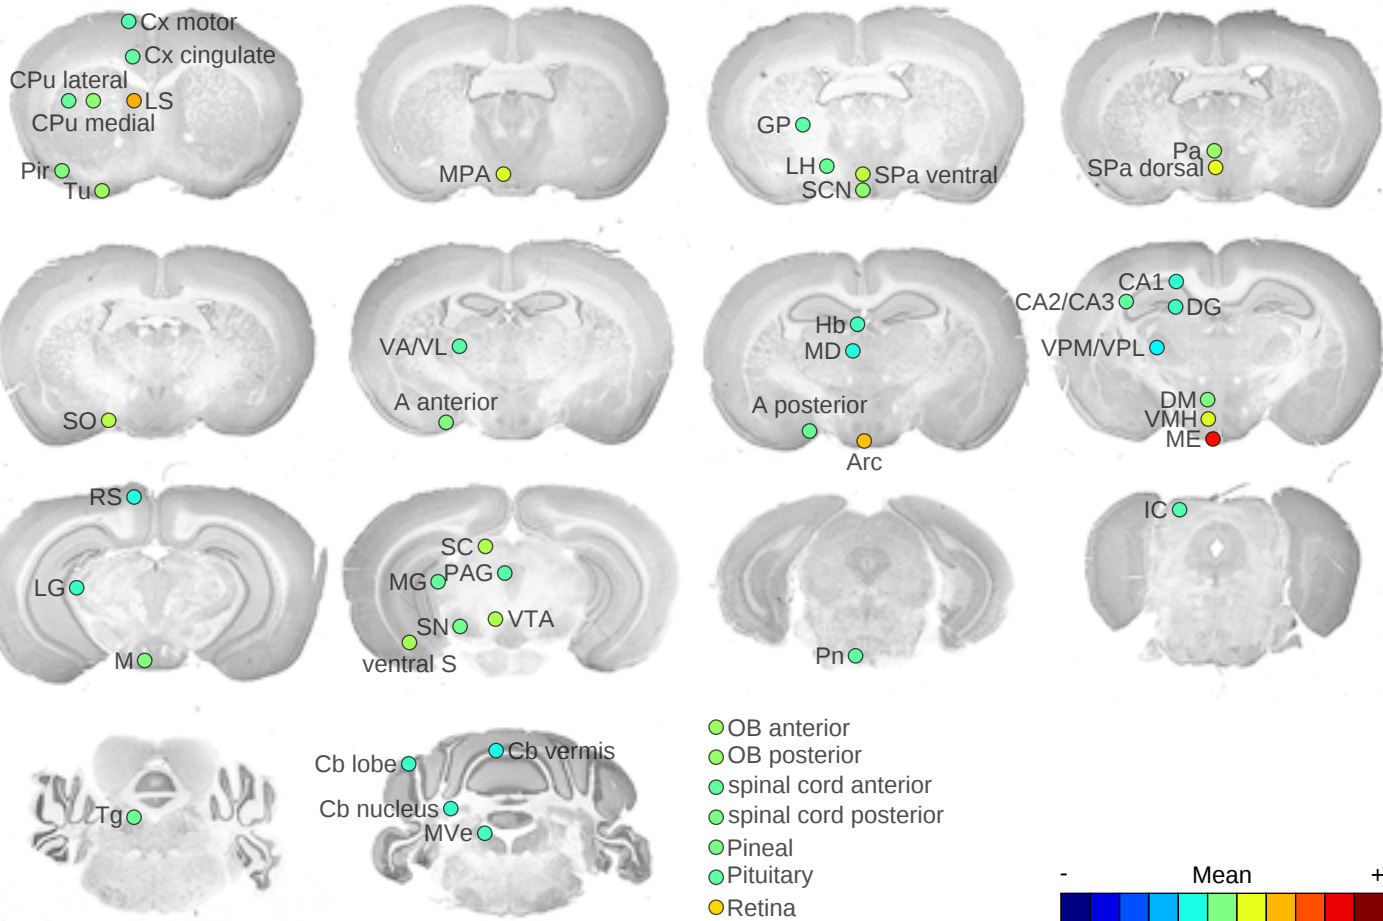 Cx motor
Cx cingulate
CPu lateral
LS
CPu medial
Pir
Tu
MPA
GP
LH
SPa ventral
SCN
Pa
SPa dorsal
SO
VA/VL
A anterior
Hb
MD
A posterior
Arc
CA1
CA2/CA3
DG
VPM/VPL
DM
VMH
ME
RS
LG
M
SC
MG
PAG
SN
VTA
ventral S
Pn
IC
Tg
Cb lobe
Cb vermis
Cb nucleus
MVe
OB anterior
OB posterior
spinal cord anterior
spinal cord posterior
Pineal
Pituitary
Retina
- Mean +